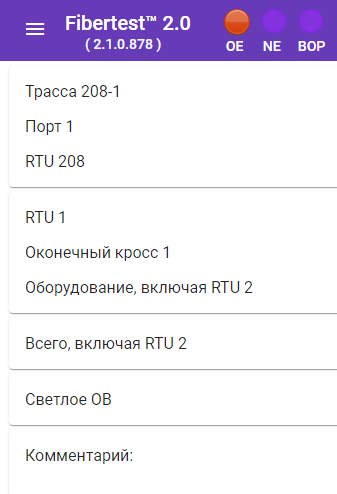 Fibertest™ 2.0
( 2.1.0.878 )
OE NE BOP
Трасса 208-1
Порт 1
RTU 208
RTU 1
Оконечный кросс 1
Оборудование, включая RTU 2
Всего, включая RTU 2
Светлое ОВ
Комментарий: